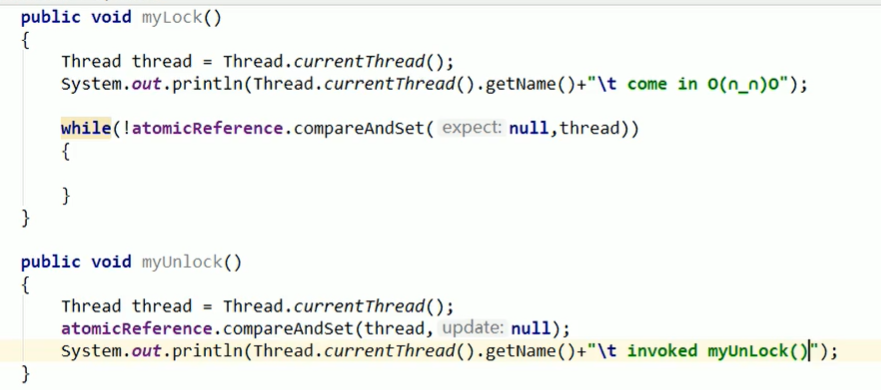 public void myLock()
{
Thread thread = Thread.currentThread();
System.out.println(Thread.currentThread().getName()+"\t come in O(∩_∩)O");
while(!atomicReference.compareAndSet( expect: null,thread))
{
}
}
public void myUnlock()
{
Thread thread = Thread.currentThread();
atomicReference.compareAndSet(thread, update: null);
System.out.println(Thread.currentThread().getName()+"\t invoked myUnLock()");
}